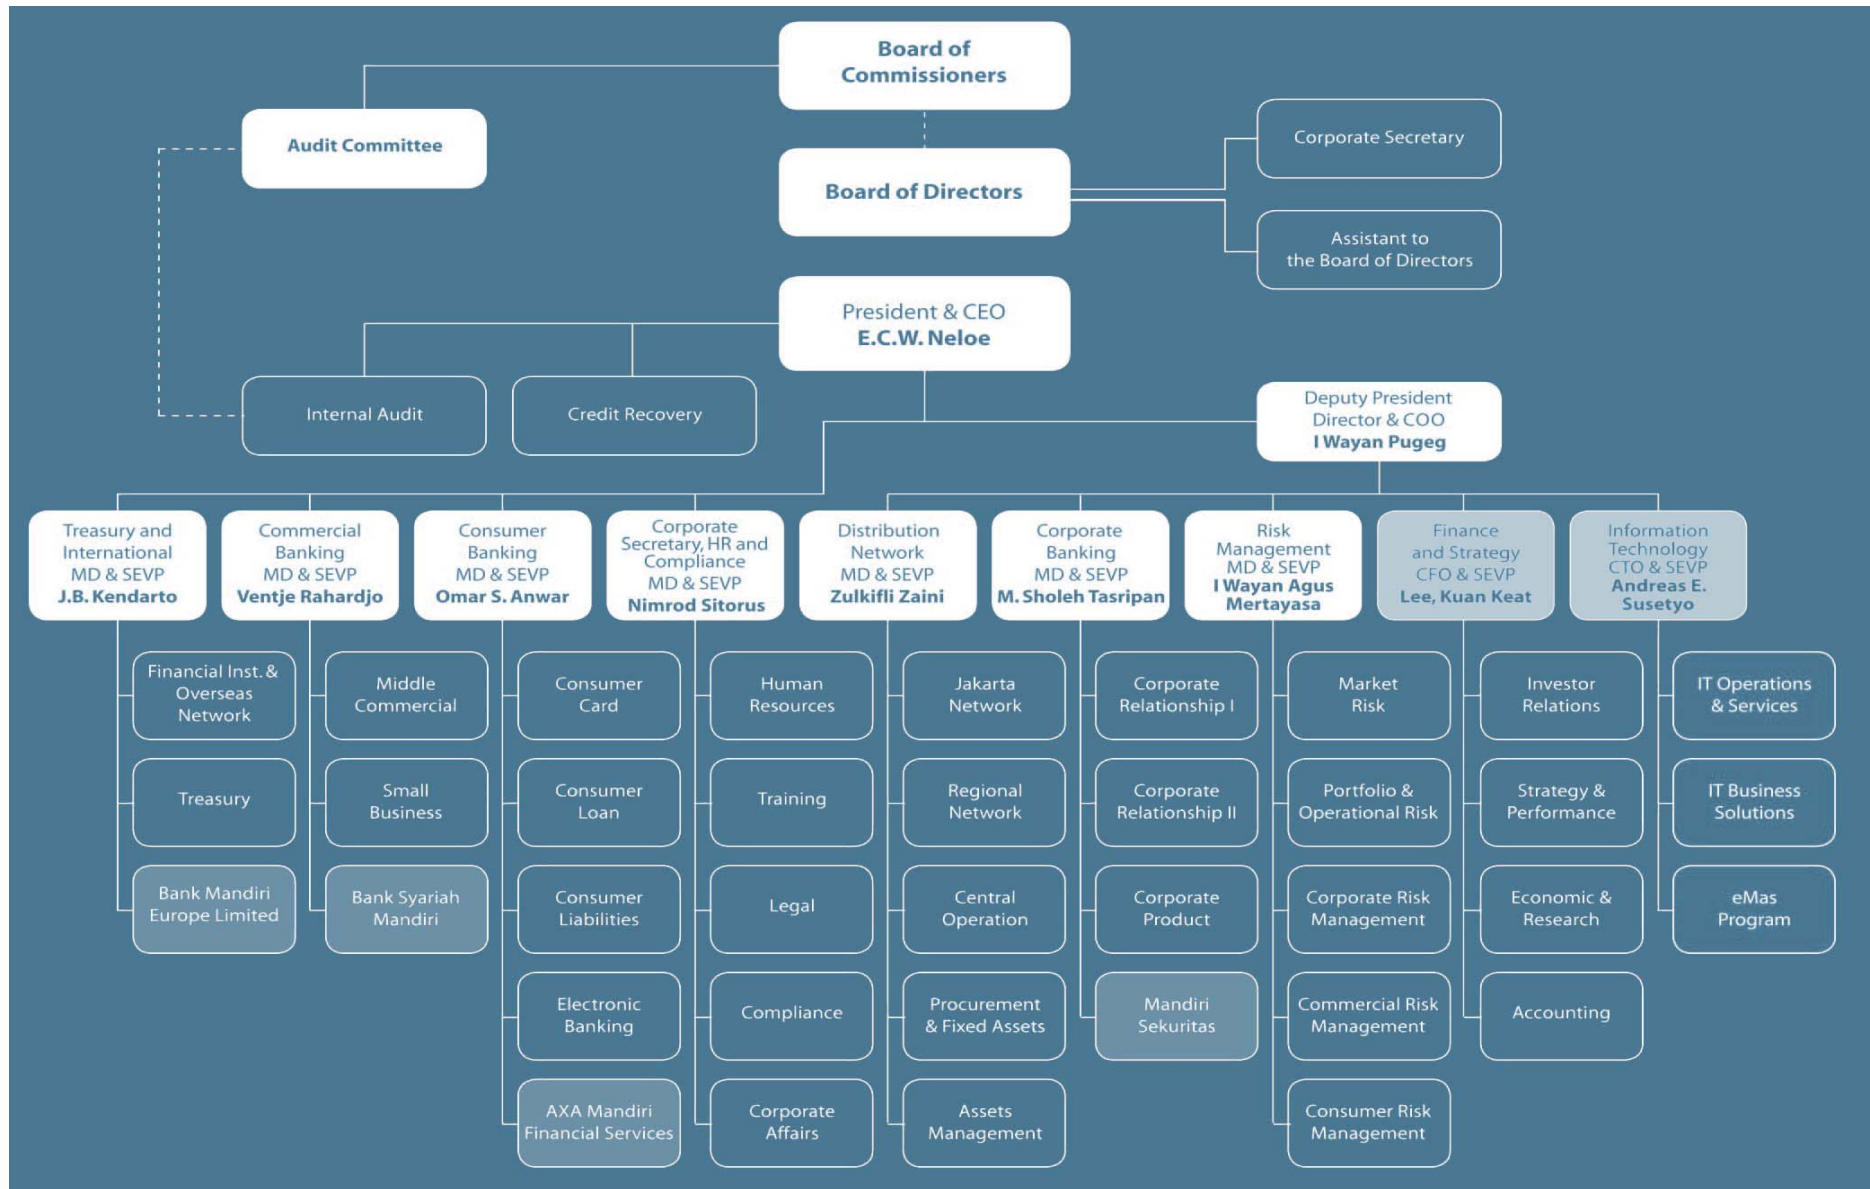 Board of
Commissioners
Audit Committee
Corporate Secretary
Board of Directors
Assistant to
the Board of Directors
President & CEO
E.C.W. Neloe
Internal Audit
Credit Recovery
Deputy President
Director & COO
I Wayan Pugeg
Treasury and
International
MD & SEVP
J.B. Kendarto
Commercial
Banking
MD & SEVP
Ventje Rahardjo
Consumer
Banking
MD & SEVP
Omar S. Anwar
Corporate
Secretary, HR and
Compliance
MD & SEVP
Nimrod Sitorus
Distribution
Network
MD & SEVP
Zulkifli Zaini
Corporate
Banking
MD & SEVP
M. Sholeh Tasripan
Risk
Management
MD & SEVP
I Wayan Agus
Mertayasa
Finance
and Strategy
CFO & SEVP
Lee, Kuan Keat
Information
Technology
CTO & SEVP
Andreas E.
Susetyo
Financial Inst. &
Overseas
Network
Middle
Commercial
Consumer
Card
Human
Resources
Jakarta
Network
Corporate
Relationship I
Market
Risk
Investor
Relations
IT Operations
& Services
Treasury
Small
Business
Consumer
Loan
Training
Regional
Network
Corporate
Relationship II
Portfolio &
Operational Risk
Strategy &
Performance
IT Business
Solutions
Bank Mandiri
Europe Limited
Bank Syariah
Mandiri
Consumer
Liabilities
Legal
Central
Operation
Corporate
Product
Corporate Risk
Management
Economic &
Research
eMas
Program
Electronic
Banking
Compliance
Procurement
& Fixed Assets
Mandiri
Sekuritas
Commercial Risk
Management
Accounting
AXA Mandiri
Financial Services
Corporate
Affairs
Assets
Management
Consumer Risk
Management